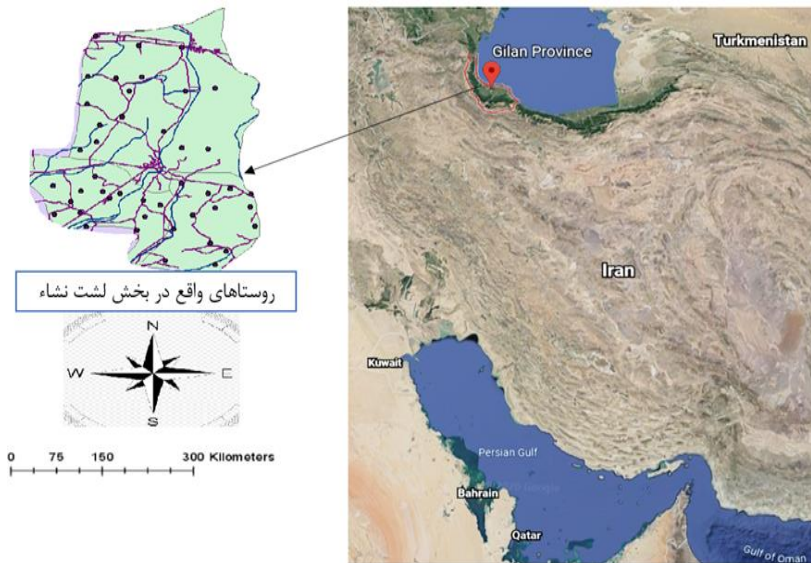 Gilan Province
Turkmenistan
روستاهای واقع در بخش لشت نشاء
Iran
N
W E
S
Kuwait
0 75 150 300 Kilometers
Persian Gulf
Bahrain
Qatar
Gulf of Oman